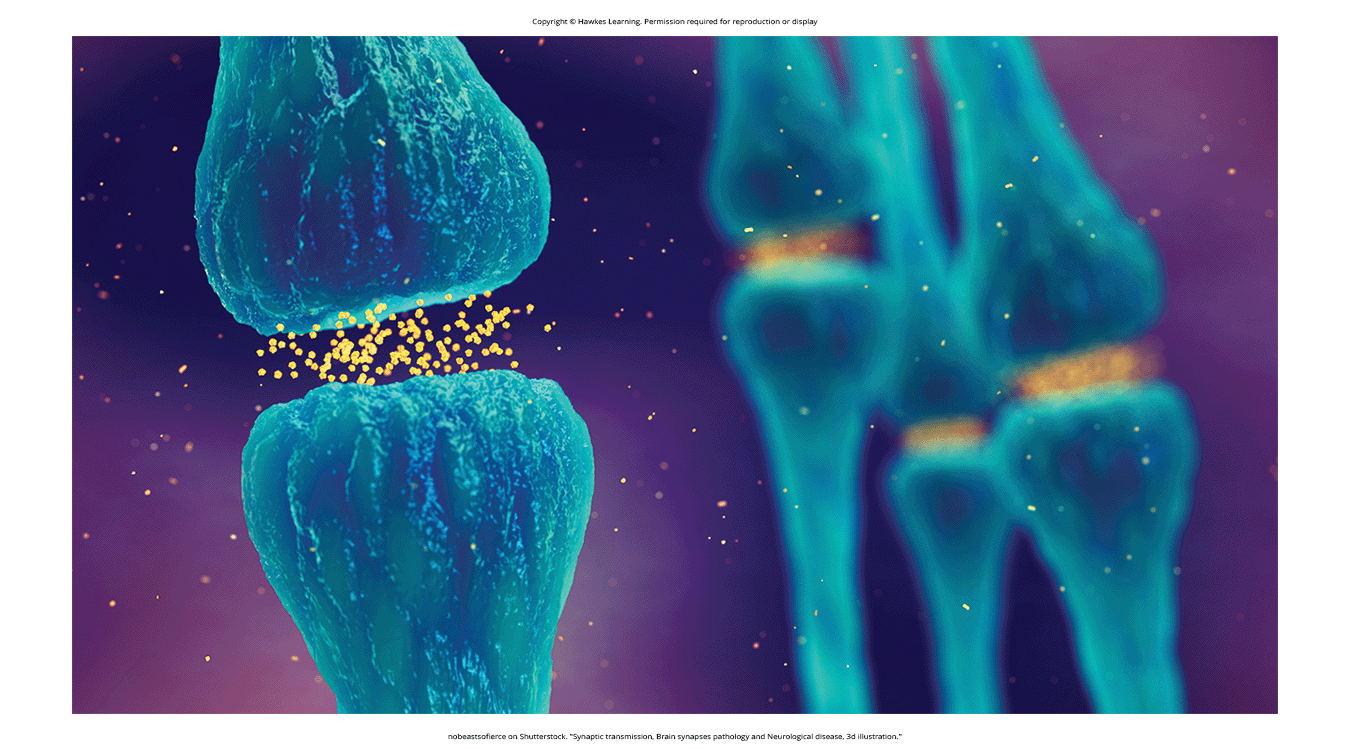 Copyright © Hawkes Learning. Permission required for reproduction or display
nobeastsofierce on Shutterstock. "Synaptic transmission, Brain synapses pathology and Neurological disease, 3d illustration."